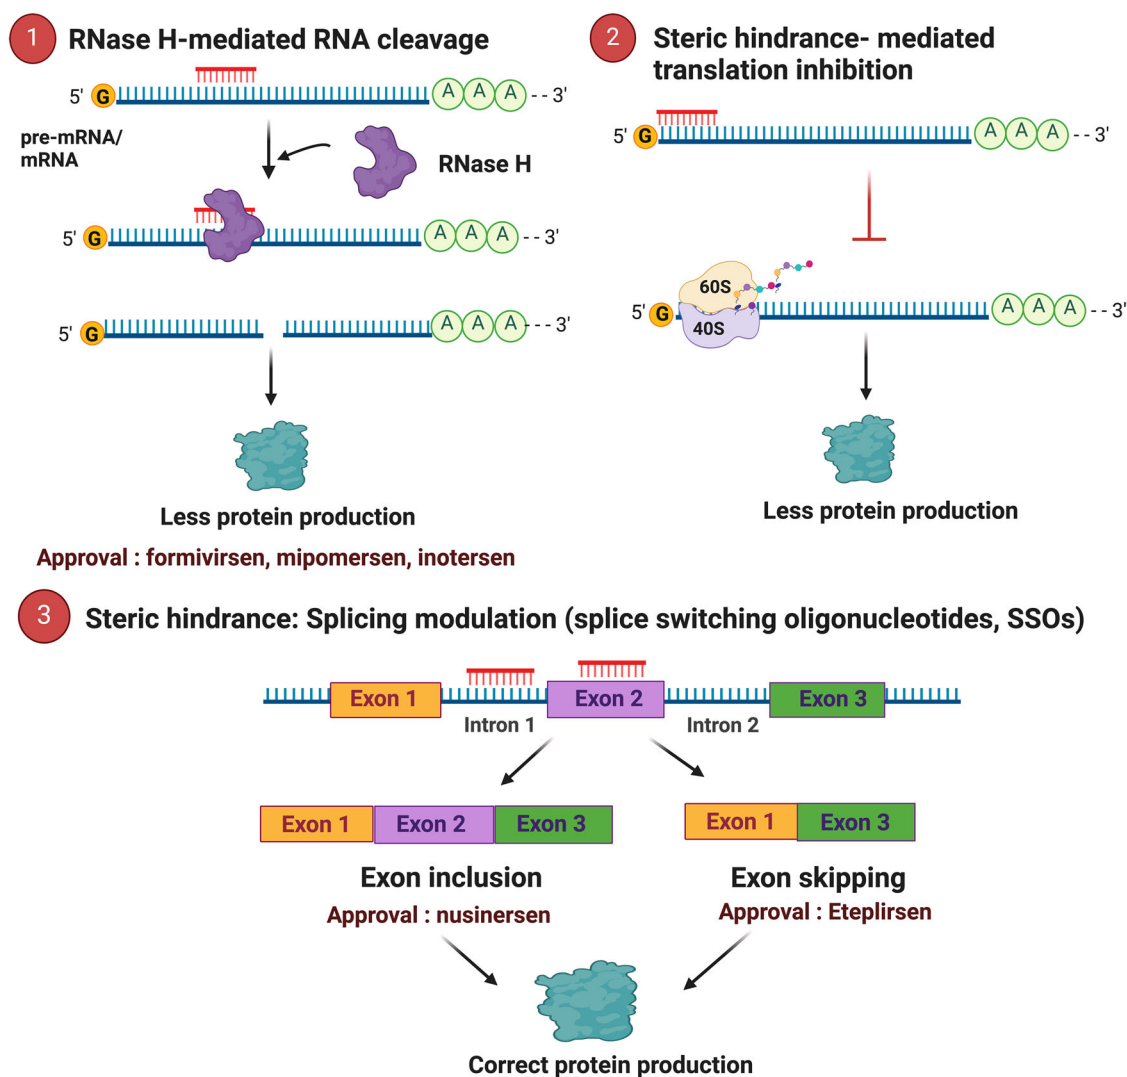 1
RNase H-mediated RNA cleavage
5' G A A A - - 3'
pre-mRNA/
mRNA
RNase H
5' G A A A - - 3'
5' G A A A - - - 3'
Less protein production
Approval : formivirsen, mipomersen, inotersen
2
Steric hindrance- mediated
translation inhibition
5' G A A A - - 3'
60S
40S
5' G A A A - - 3'
Less protein production
3
Steric hindrance: Splicing modulation (splice switching oligonucleotides, SSOs)
Exon 1 Exon 2 Exon 3
Intron 1 Intron 2
Exon 1 Exon 2 Exon 3
Exon 1 Exon 3
Exon inclusion
Exon skipping
Approval : nusinersen
Approval : Eteplirsen
Correct protein production